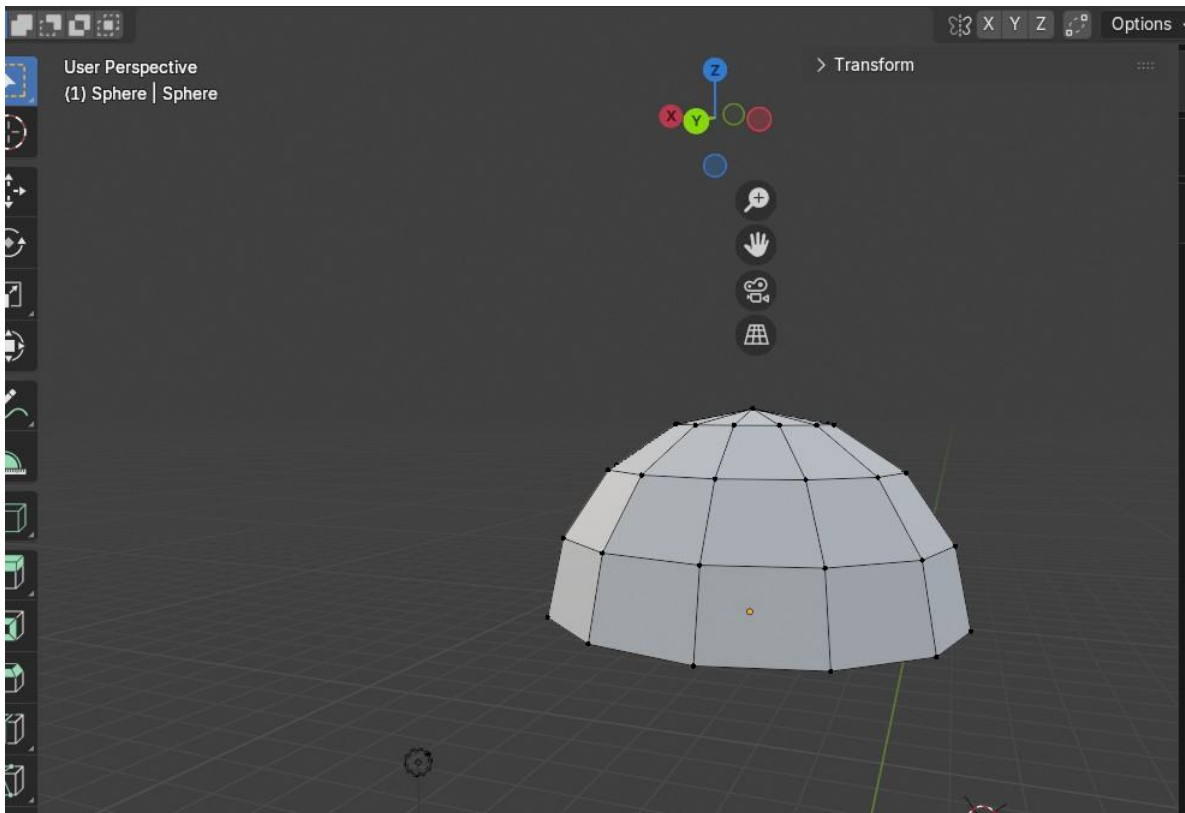 X Y Z Options
User Perspective
(1) Sphere | Sphere
Transform
Z
X Y